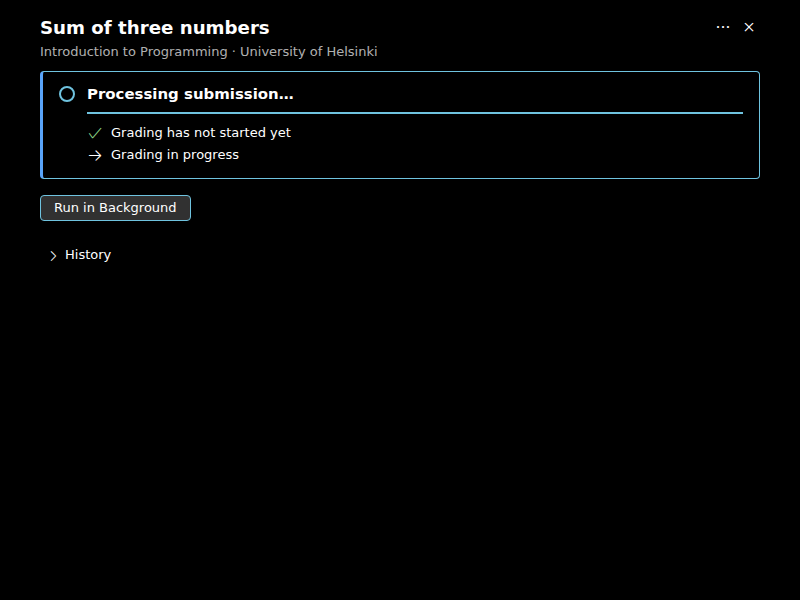 Sum of three numbers
Introduction to Programming · University of Helsinki
Processing submission…
Grading has not started yet
Grading in progress
Run in Background
History